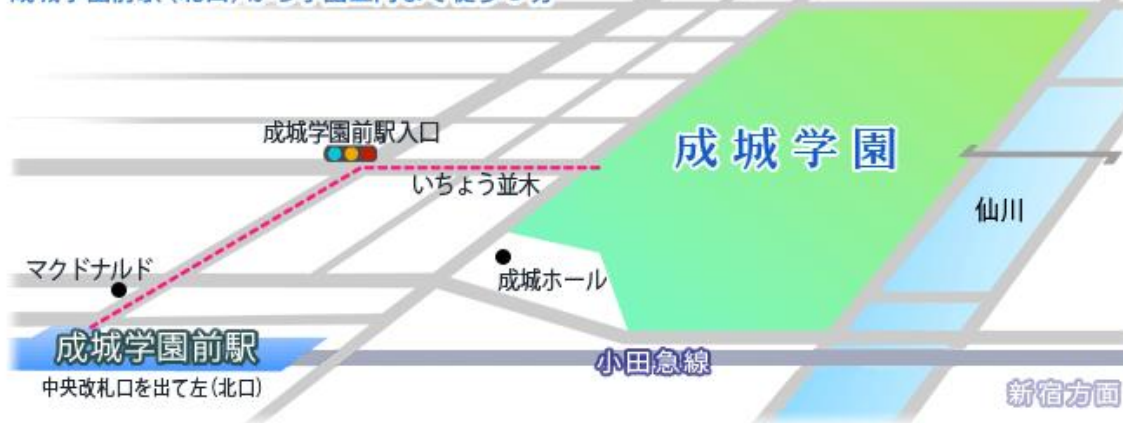 成城学園前駅入口
成城学園
いちょう並木
仙川
マクドナルド
成城ホール
成城学園前駅
小田急線
中央改札口を出て左(北口)
新宿方面